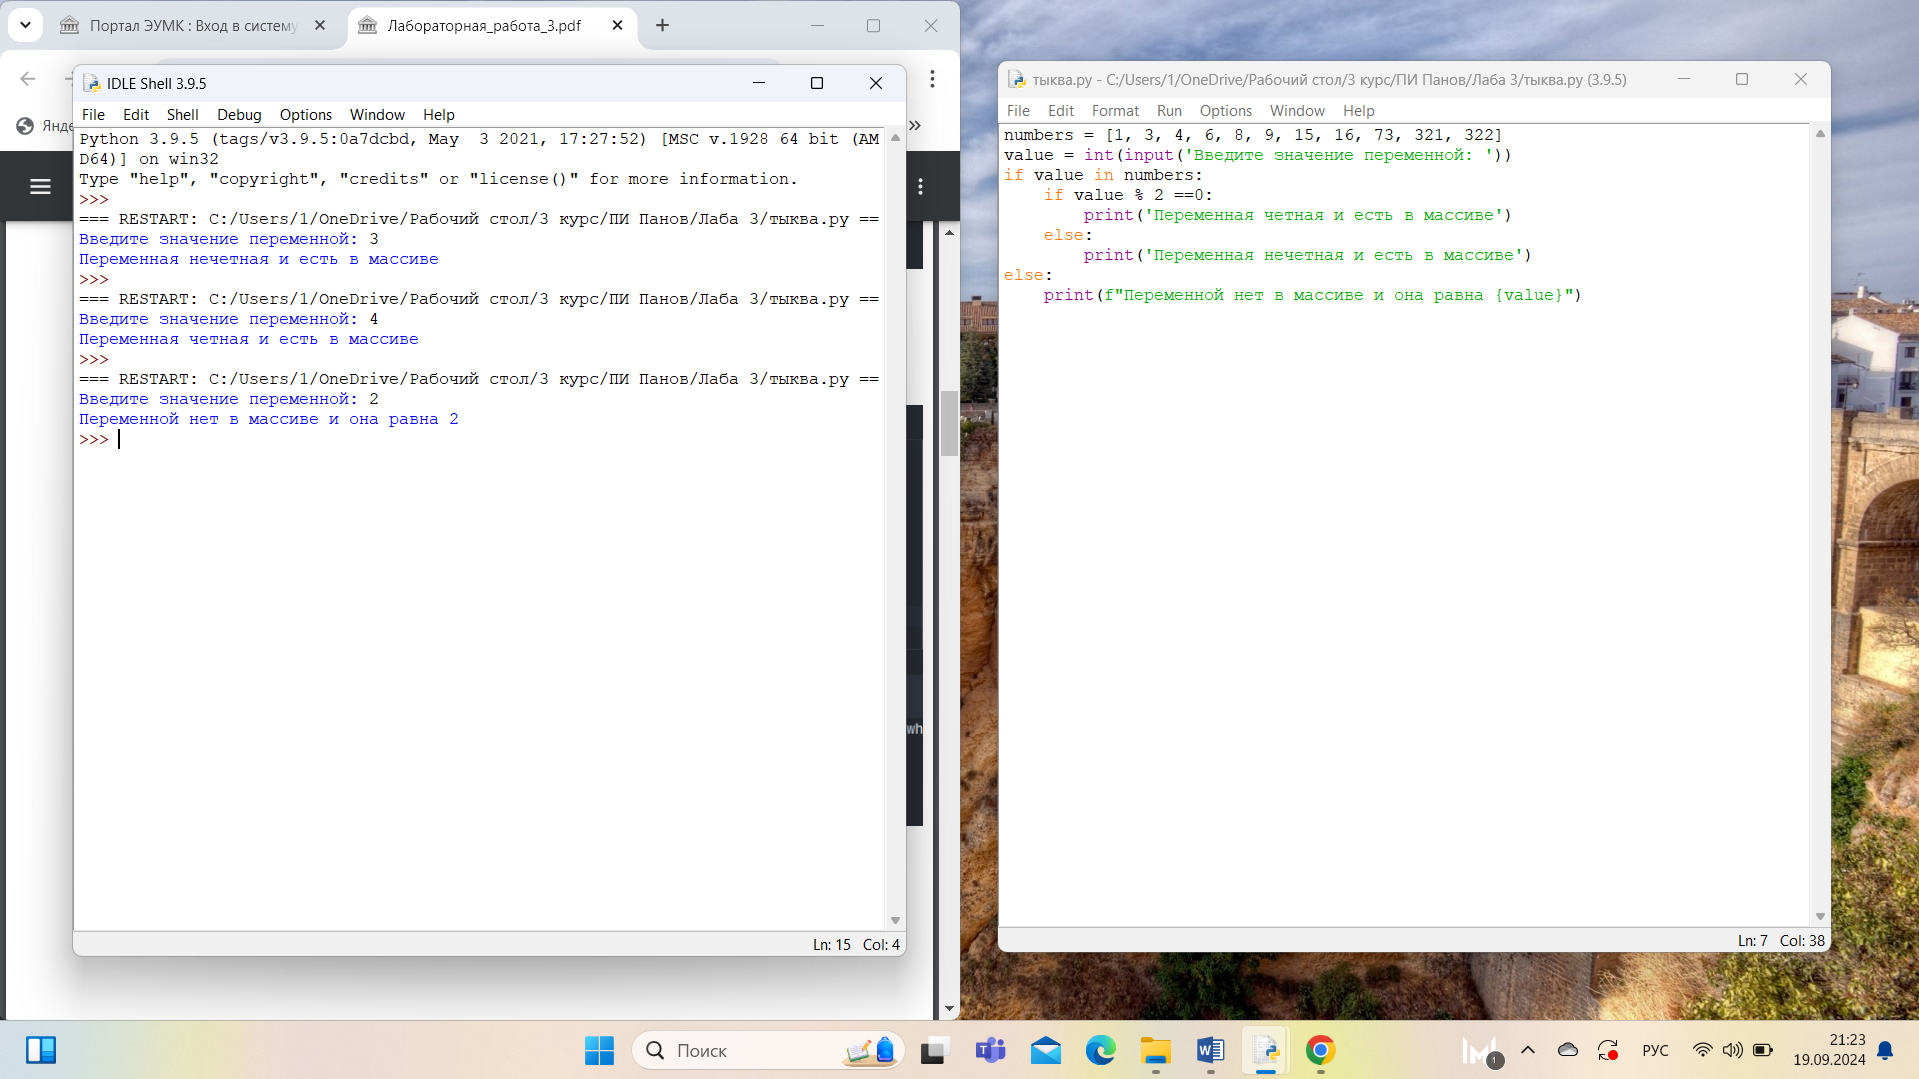 Портал ЭУМК : Вход в систему
Лабораторная_работа_3.pdf
Янде
wh
IDLE Shell 3.9.5
File Edit Shell Debug Options Window Help
Python 3.9.5 (tags/v3.9.5:0a7dcbd, May  3 2021, 17:27:52) [MSC v.1928 64 bit (AM
D64)] on win32
Type "help", "copyright", "credits" or "license()" for more information.
>>>
=== RESTART: C:/Users/1/OneDrive/Рабочий стол/3 курс/ПИ Панов/Лаба 3/тыква.py ==
Введите значение переменной: 3
Переменная нечетная и есть в массиве
>>>
=== RESTART: C:/Users/1/OneDrive/Рабочий стол/3 курс/ПИ Панов/Лаба 3/тыква.py ==
Введите значение переменной: 4
Переменная четная и есть в массиве
>>>
=== RESTART: C:/Users/1/OneDrive/Рабочий стол/3 курс/ПИ Панов/Лаба 3/тыква.py ==
Введите значение переменной: 2
Переменной нет в массиве и она равна 2
>>>
Ln: 15 Col: 4
тыква.py - C:/Users/1/OneDrive/Рабочий стол/3 курс/ПИ Панов/Лаба 3/тыква.py (3.9.5)
File Edit Format Run Options Window Help
numbers = [1, 3, 4, 6, 8, 9, 15, 16, 73, 321, 322]
value = int(input('Введите значение переменной: '))
if value in numbers:
    if value % 2 ==0:
        print('Переменная четная и есть в массиве')
    else:
        print('Переменная нечетная и есть в массиве')
else:
    print(f"Переменной нет в массиве и она равна {value}")
Ln: 7 Col: 38
Поиск
1
РУС
21:23
19.09.2024